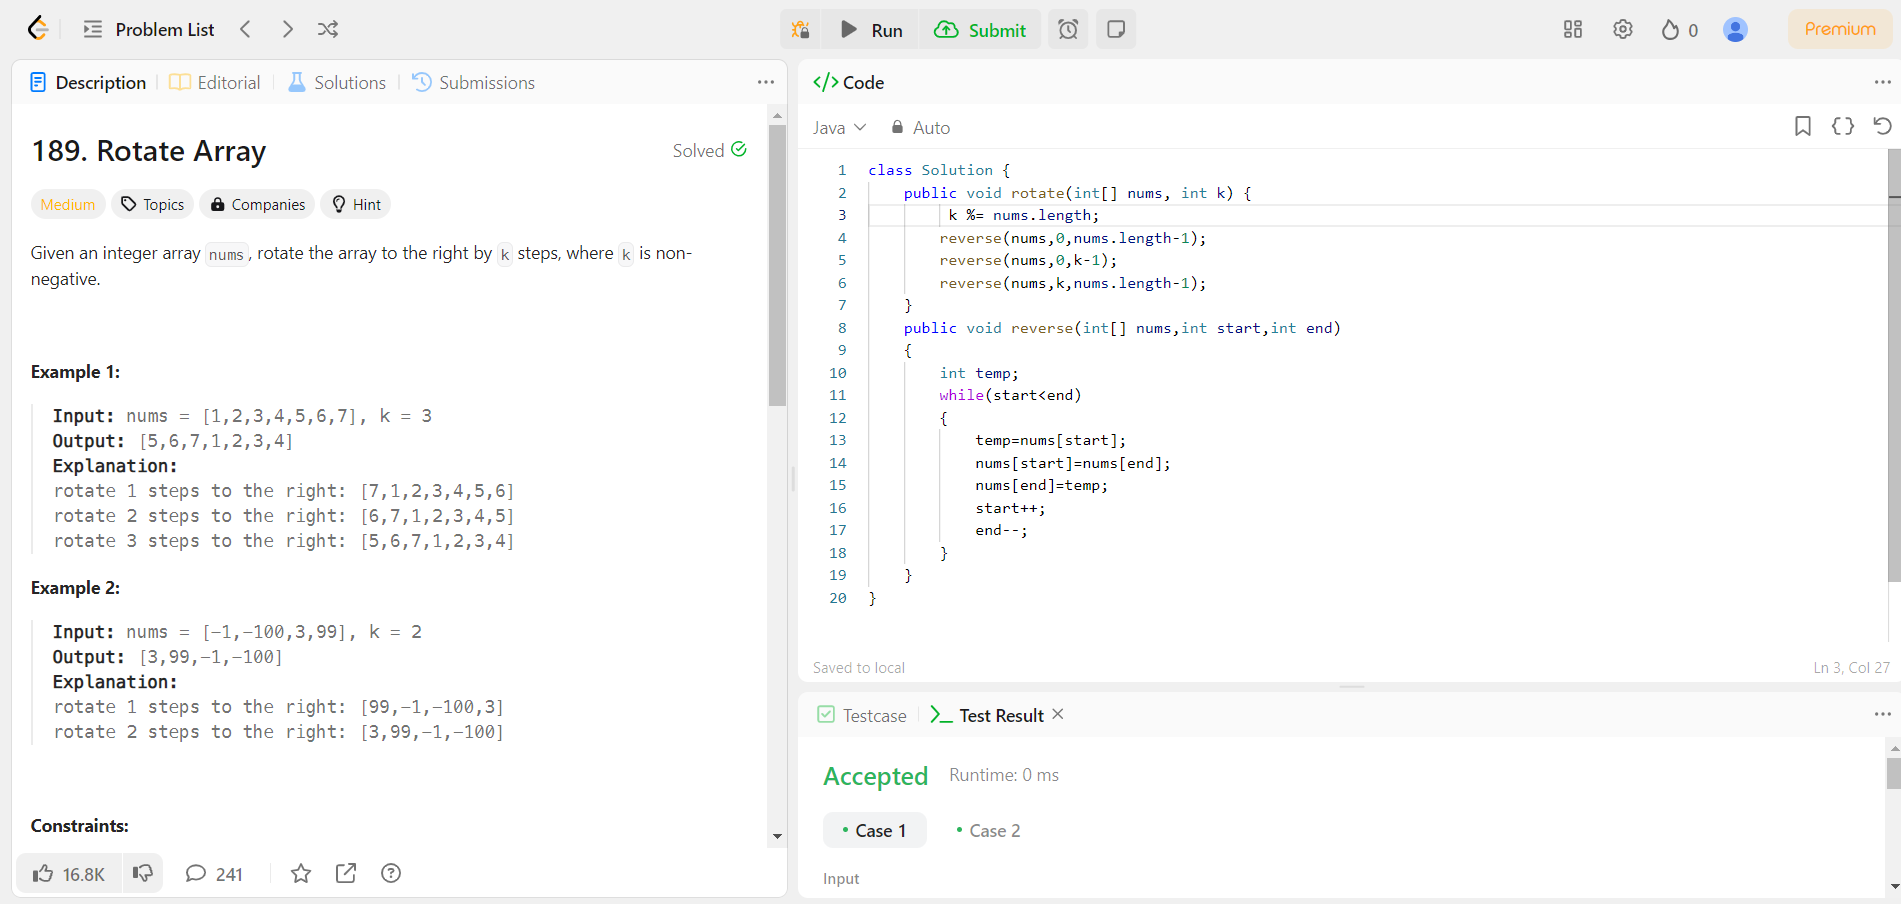 Problem List
Run
Submit
0
Premium
Description
Editorial
Solutions
Submissions
189. Rotate Array
Solved
Medium
Topics
Companies
Hint
Given an integer array nums, rotate the array to the right by k steps, where k is non-
negative.
Example 1:
Input: nums = [1,2,3,4,5,6,7], k = 3
Output: [5,6,7,1,2,3,4]
Explanation:
rotate 1 steps to the right: [7,1,2,3,4,5,6]
rotate 2 steps to the right: [6,7,1,2,3,4,5]
rotate 3 steps to the right: [5,6,7,1,2,3,4]
Example 2:
Input: nums = [-1,-100,3,99], k = 2
Output: [3,99,-1,-100]
Explanation:
rotate 1 steps to the right: [99,-1,-100,3]
rotate 2 steps to the right: [3,99,-1,-100]
Constraints:
16.8K
241
</> Code
Java
Auto
{}
1 class Solution {
2 public void rotate(int[] nums, int k) {
3 k %= nums.length;
4 reverse(nums,0,nums.length-1);
5 reverse(nums,0,k-1);
6 reverse(nums,k,nums.length-1);
7 }
8 public void reverse(int[] nums,int start,int end)
9 {
10 int temp;
11 while(start<end)
12 {
13 temp=nums[start];
14 nums[start]=nums[end];
15 nums[end]=temp;
16 start++;
17 end--;
18 }
19 }
20 }
Saved to local
Ln 3, Col 27
Testcase
Test Result
Accepted
Runtime: 0 ms
Case 1
Case 2
Input